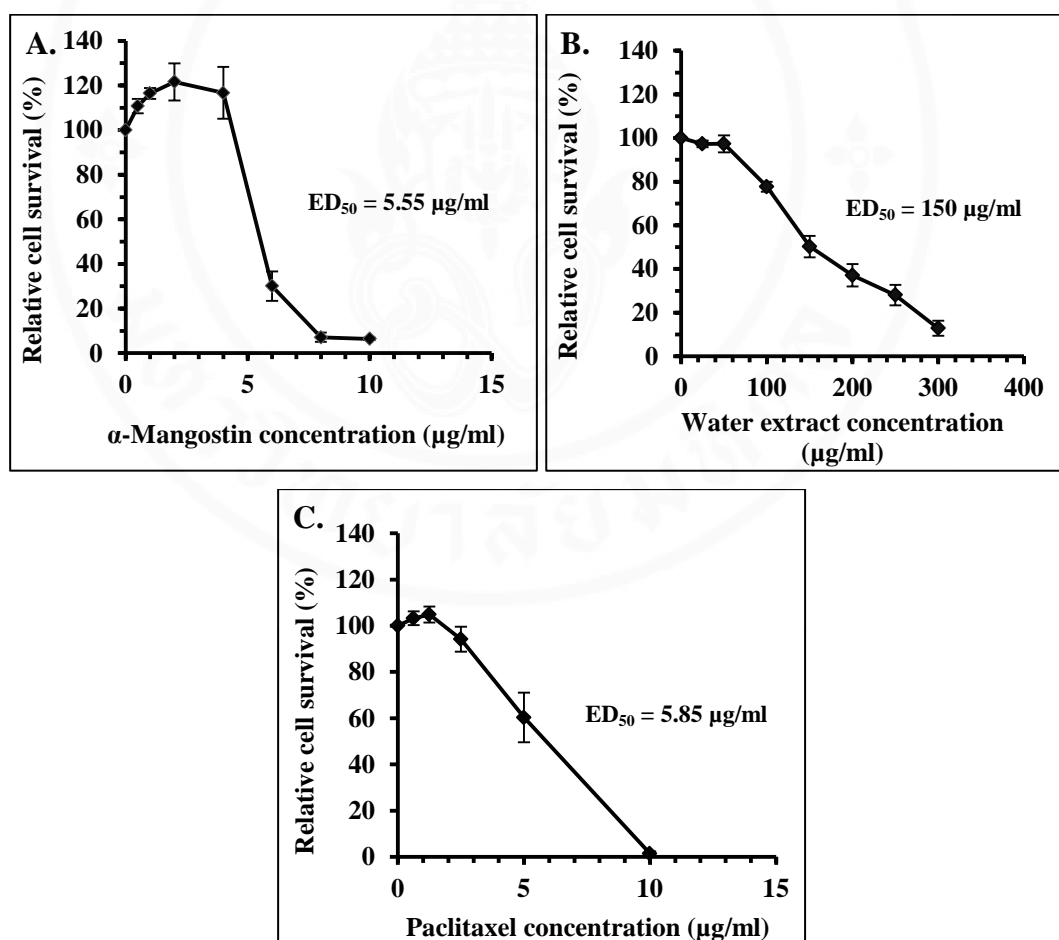 A.
Relative cell survival (%)
140
120
100
80
60
40
20
0
ED₅₀ = 5.55 µg/ml
0 5 10 15
α-Mangostin concentration (µg/ml)
B.
Relative cell survival (%)
140
120
100
80
60
40
20
0
ED₅₀ = 150 µg/ml
0 100 200 300 400
Water extract concentration
(µg/ml)
C.
Relative cell survival (%)
140
120
100
80
60
40
20
0
ED₅₀ = 5.85 µg/ml
0 5 10 15
Paclitaxel concentration (µg/ml)